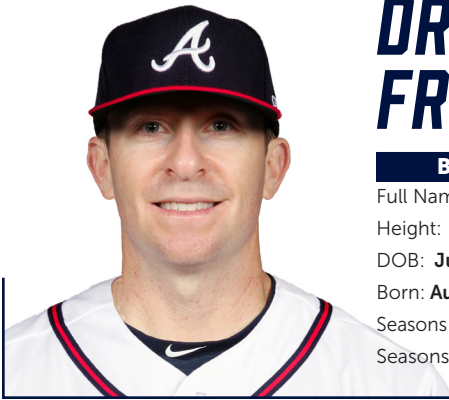 DR
FR
B
Full Nam
Height:
DOB: Ju
Born: Au
Seasons
Seasons
A